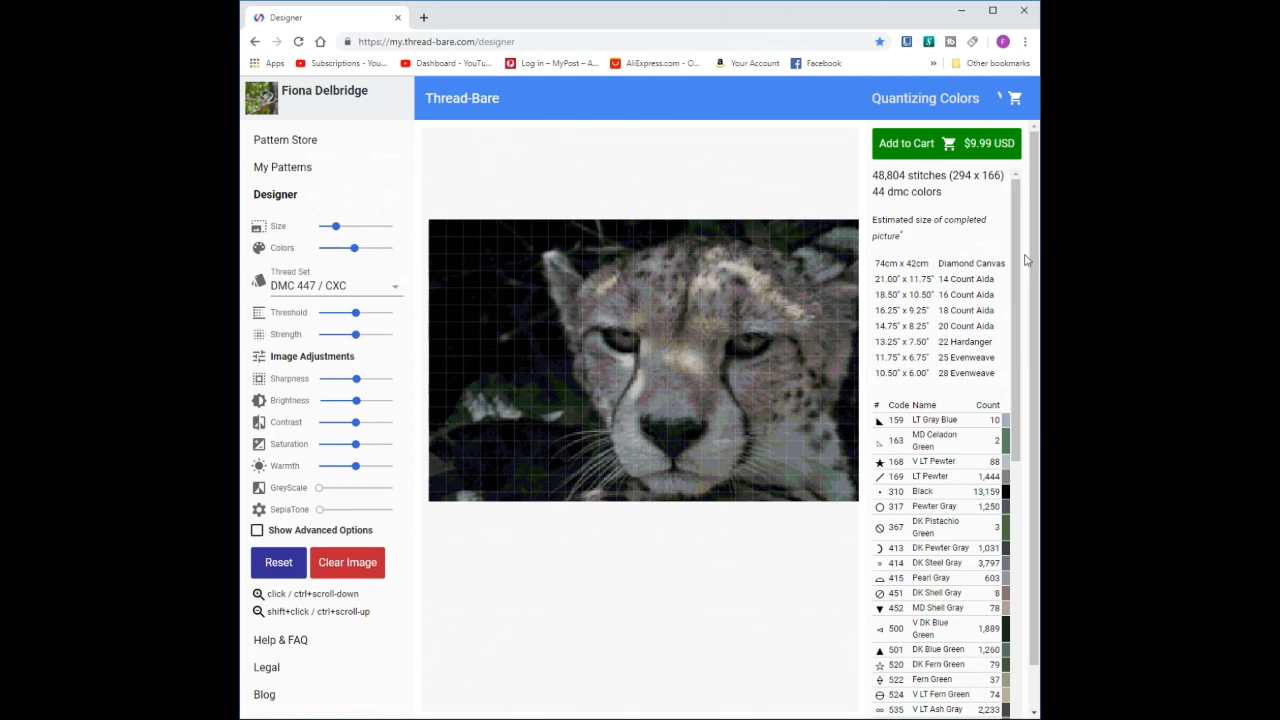 Designer
https://my.thread-bare.com/designer
Apps Subscriptions - You... Dashboard - YouTu... Log in – MyPost – A... AliExpress.com - O... Your Account Facebook » Other bookmarks
Fiona Delbridge
Thread-Bare
Quantizing Colors
Pattern Store
My Patterns
Designer
Size
Colors
Thread Set
DMC 447 / CXC
Threshold
Strength
Image Adjustments
Sharpness
Brightness
Contrast
Saturation
Warmth
GreyScale
SepiaTone
Show Advanced Options
Reset Clear Image
click / ctrl+scroll-down
shift+click / ctrl+scroll-up
Help & FAQ
Legal
Blog
Add to Cart $9.99 USD
48,804 stitches (294 x 166)
44 dmc colors
Estimated size of completed
picture*
74cm x 42cm Diamond Canvas
21.00" x 11.75" 14 Count Aida
18.50" x 10.50" 16 Count Aida
16.25" x 9.25" 18 Count Aida
14.75" x 8.25" 20 Count Aida
13.25" x 7.50" 22 Hardanger
11.75" x 6.75" 25 Evenweave
10.50" x 6.00" 28 Evenweave
# Code Name Count
159 LT Gray Blue 10
163 MD Celadon Green 2
168 V LT Pewter 88
169 LT Pewter 1,444
310 Black 13,159
317 Pewter Gray 1,250
367 DK Pistachio Green 3
413 DK Pewter Gray 1,031
414 DK Steel Gray 3,797
415 Pearl Gray 603
451 DK Shell Gray 8
452 MD Shell Gray 78
500 V DK Blue Green 1,889
501 DK Blue Green 1,260
520 DK Fern Green 79
522 Fern Green 37
524 V LT Fern Green 74
535 V LT Ash Gray 2,233